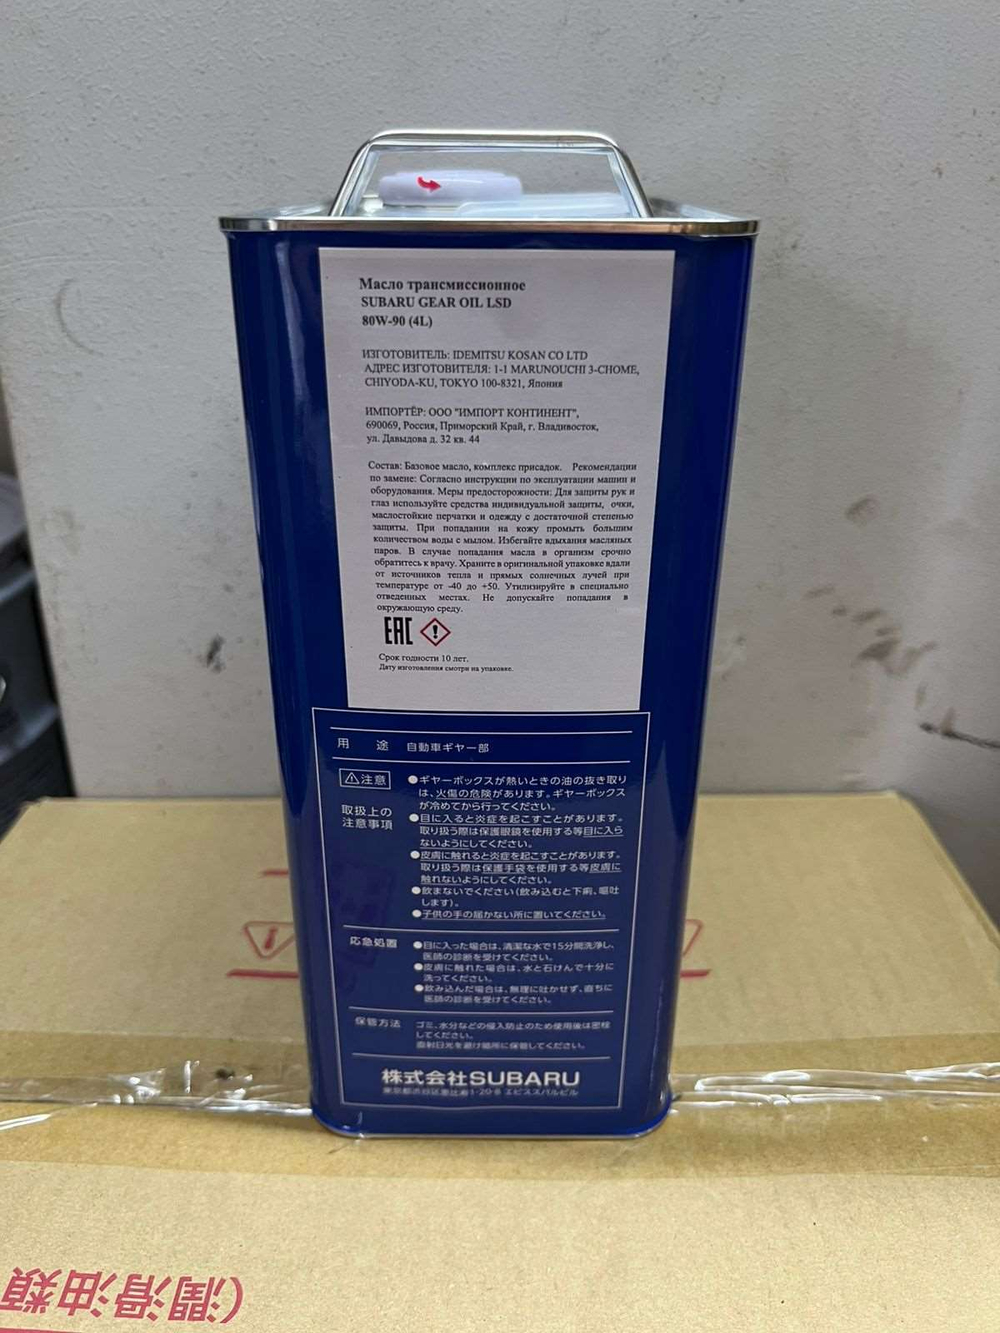 Масло трансмиссионное
SUBARU GEAR OIL LSD
80W-90 (4L)
ИЗГОТОВИТЕЛЬ: IDEMITSU KOSAN CO LTD
АДРЕС ИЗГОТОВИТЕЛЯ: 1-1 MARUNOUCHI 3-CHOME,
CHIYODA-KU, TOKYO 100-8321, Япония
ИМПОРТЁР: ООО "ИМПОРТ КОНТИНЕНТ",
690069, Россия, Приморский Край, г. Владивосток,
ул. Давыдова д. 32 кв. 44
Состав: Базовое масло, комплекс присадок. Рекомендации
по замене: Согласно инструкции по эксплуатации машин и
оборудования. Меры предосторожности: Для защиты рук и
глаз используйте средства индивидуальной защиты, очки,
маслостойкие перчатки и одежду с достаточной степенью
защиты. При попадании на кожу промыть большим
количеством воды с мылом. Избегайте вдыхания масляных
паров. В случае попадания масла в организм срочно
обратитесь к врачу. Храните в оригинальной упаковке вдали
от источников тепла и прямых солнечных лучей при
температуре от -40 до +50. Утилизируйте в специально
отведенных местах. Не допускайте попадания в
окружающую среду.
EAC
Срок годности 10 лет.
Дату изготовления смотри на упаковке.
用 途 自動車ギヤー部
⚠注意 ●ギヤーボックスが熱いときの油の抜き取り
は、火傷の危険があります。ギヤーボックス
が冷めてから行ってください。
取扱上の
注意事項
●目に入ると炎症を起こすことがあります。
取り扱う際は保護眼鏡を使用する等目に入ら
ないようにしてください。
●皮膚に触れると炎症を起こすことがあります。
取り扱う際は保護手袋を使用する等皮膚に
触れないようにしてください。
●飲まないでください(飲み込むと下痢、嘔吐
します)。
●子供の手の届かない所に置いてください。
応急処置 ●目に入った場合は、清潔な水で15分間洗浄し、
医師の診断を受けてください。
●皮膚に触れた場合は、水と石けんで十分に
洗ってください。
●飲み込んだ場合は、無理に吐かせず、直ちに
医師の診断を受けてください。
保管方法 ゴミ、水分などの侵入防止のため使用後は密栓
してください。
直射日光を避け暗所に保管してください。
株式会社SUBARU
東京都渋谷区恵比寿1-20-8 エビススバルビル
(潤滑油類